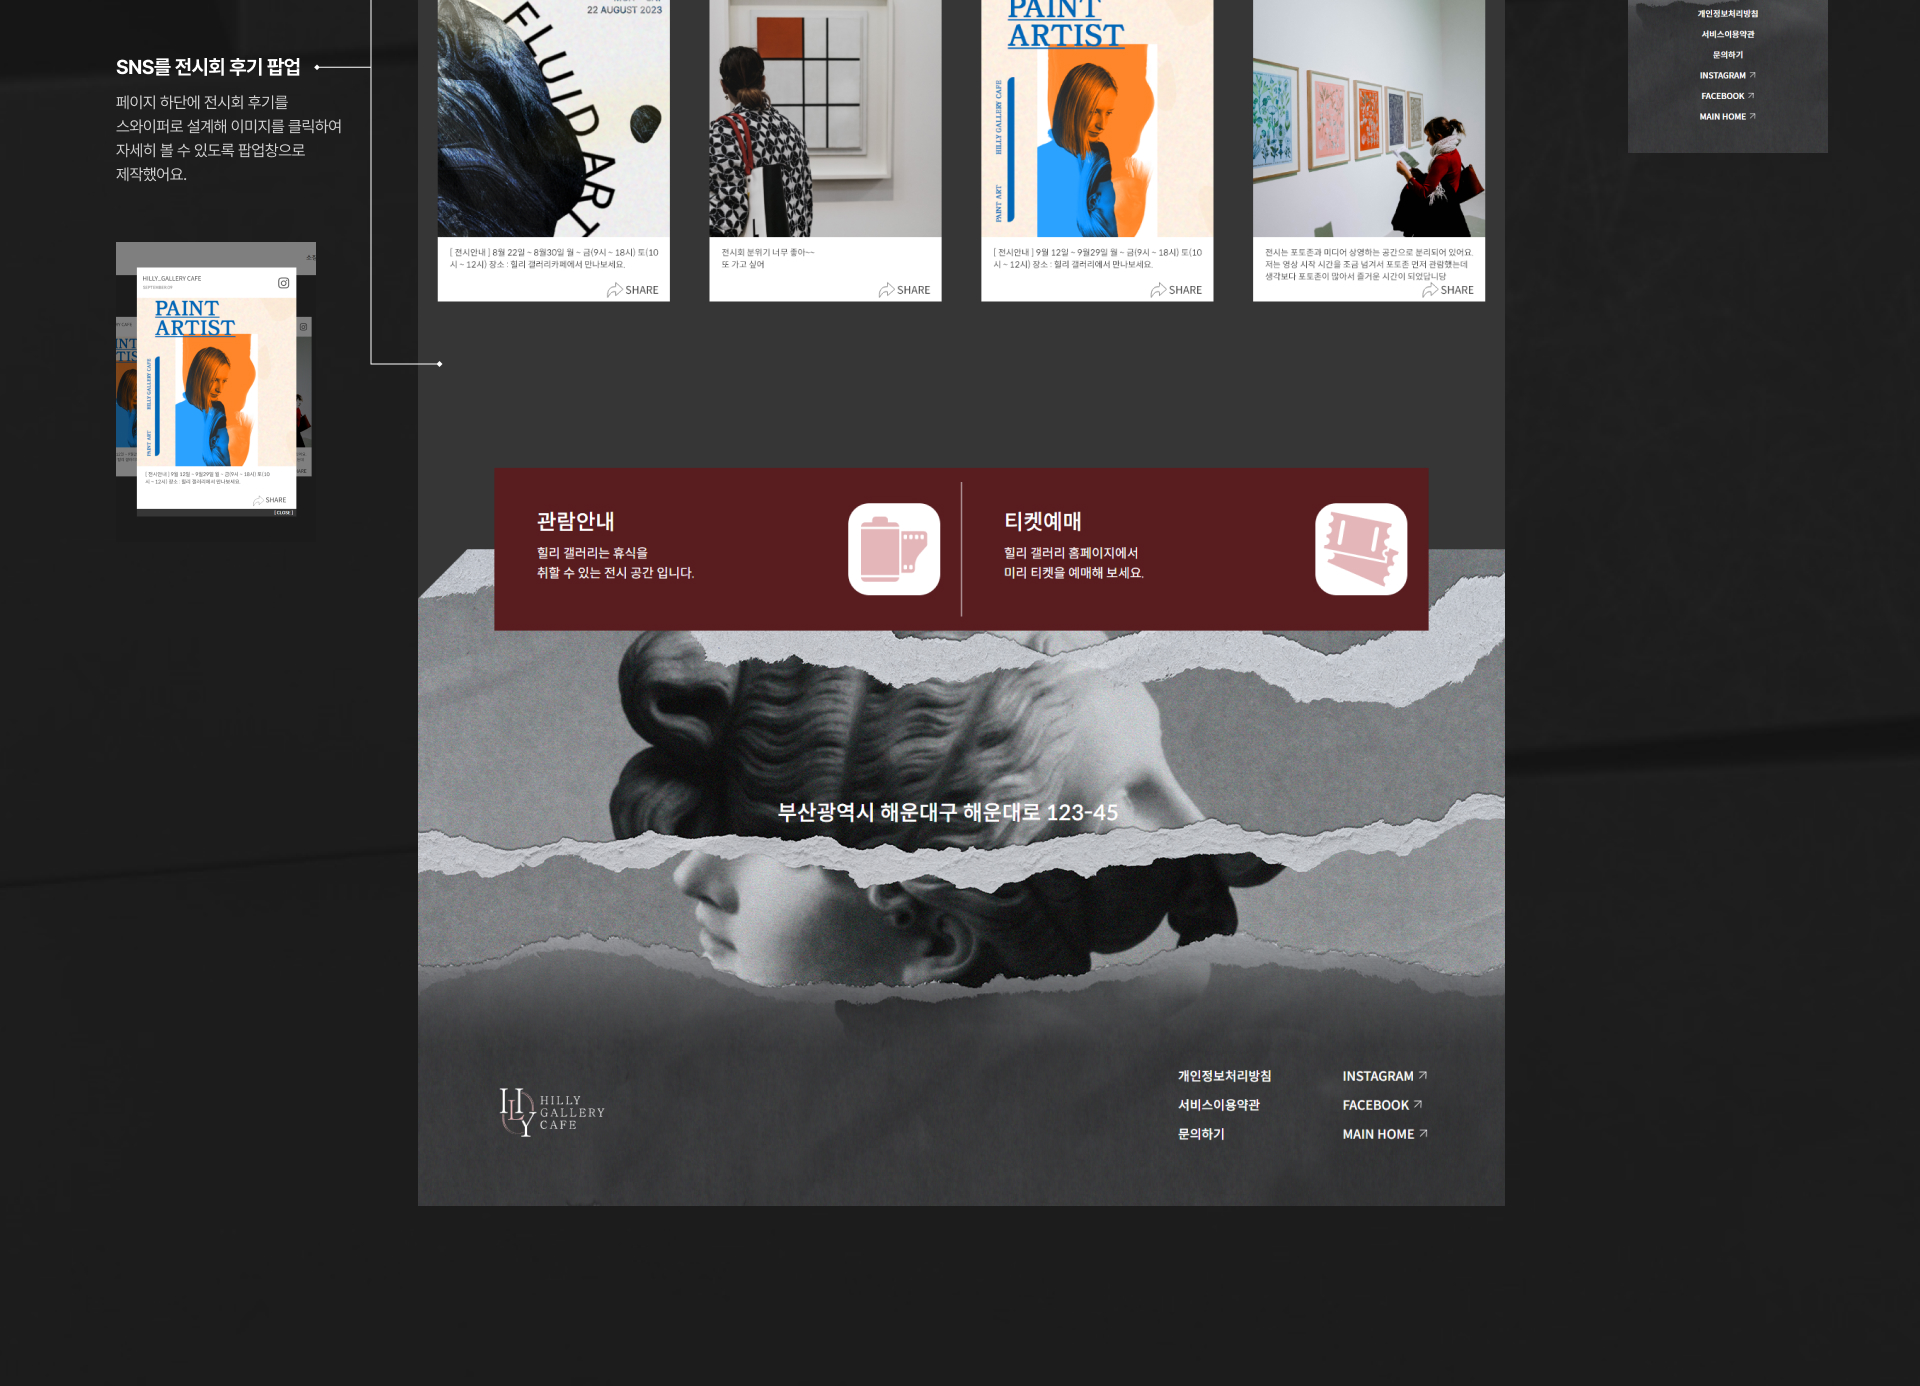 SNS를 전시회 후기 팝업
페이지 하단에 전시회 후기를
스와이퍼로 설계해 이미지를 클릭하여
자세히 볼 수 있도록 팝업창으로
제작했어요.
HILLY_GALLERY CAFE
PAINT
ARTIST
HILLY GALLERY CAFE
PAINT ART
[ 전시안내 ] 9월 12일 ~ 9월29일 월 ~ 금(9시 ~ 18시) 토(10
시 ~ 12시) 장소 : 힐리 갤러리에서 만나보세요.
SHARE
[ CLOSE ]
22 AUGUST 2023
FLUIDART
[ 전시안내 ] 8월 22일 ~ 8월30일 월 ~ 금(9시 ~ 18시) 토(10
시 ~ 12시) 장소 : 힐리 갤러리카페에서 만나보세요.
SHARE
전시회 분위기 너무 좋아~~
또 가고 싶어
SHARE
PAINT
ARTIST
HILLY GALLERY CAFE
PAINT ART
[ 전시안내 ] 9월 12일 ~ 9월29일 월 ~ 금(9시 ~ 18시) 토(10
시 ~ 12시) 장소 : 힐리 갤러리에서 만나보세요.
SHARE
전시는 포토존과 미디어 상영하는 공간으로 분리되어 있어요.
저는 영상 시작 시간을 조금 넘겨서 포토존 먼저 관람했는데
생각보다 포토존이 많아서 즐거운 시간이 되었답니당
SHARE
개인정보처리방침
서비스이용약관
문의하기
INSTAGRAM
FACEBOOK
MAIN HOME
관람안내
힐리 갤러리는 휴식을
취할 수 있는 전시 공간 입니다.
티켓예매
힐리 갤러리 홈페이지에서
미리 티켓을 예매해 보세요.
부산광역시 해운대구 해운대로 123-45
HILLY
GALLERY
CAFE
개인정보처리방침
서비스이용약관
문의하기
INSTAGRAM
FACEBOOK
MAIN HOME